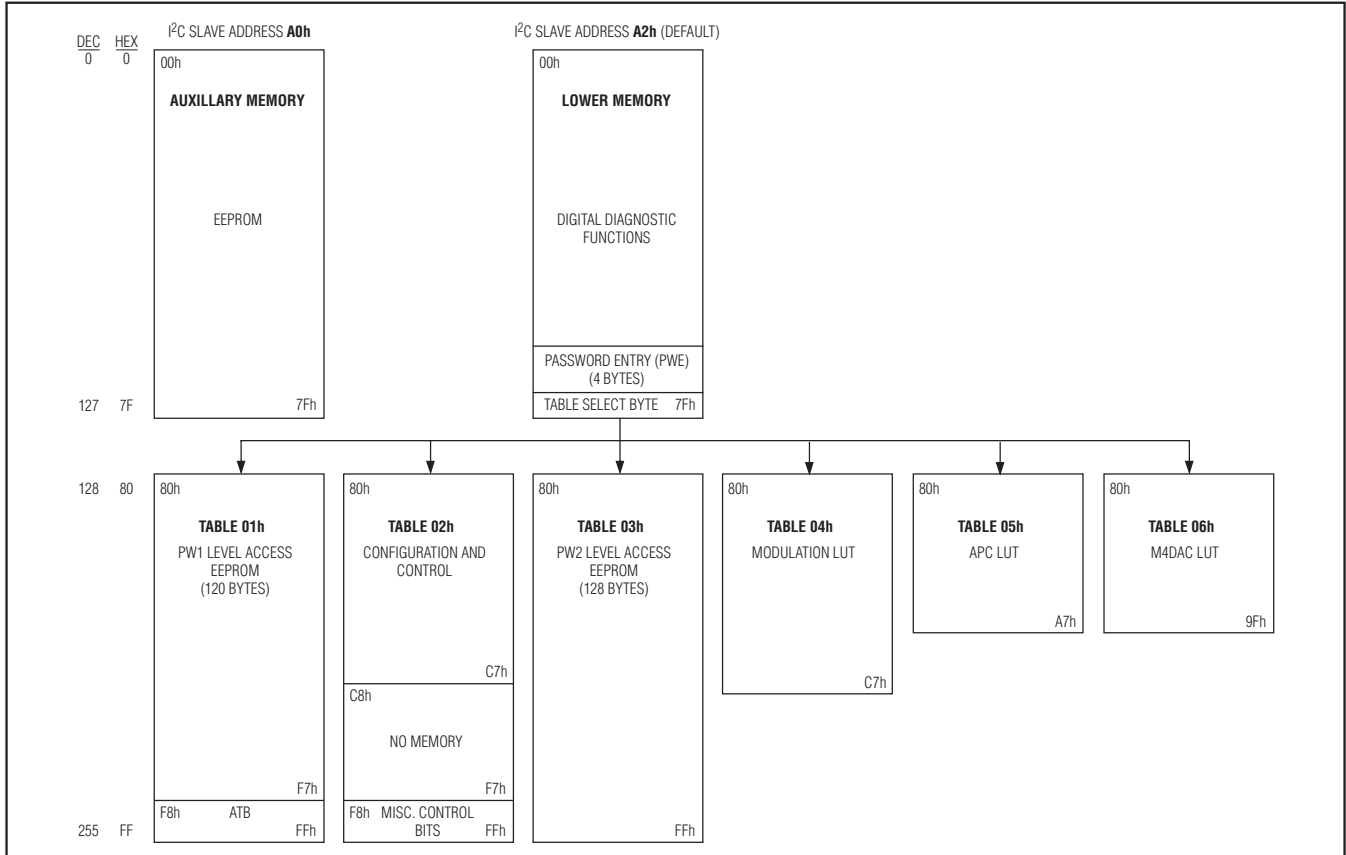 DEC HEX
0 0
I2C SLAVE ADDRESS A0h
00h
AUXILLARY MEMORY
EEPROM
7Fh
127 7F
I2C SLAVE ADDRESS A2h (DEFAULT)
00h
LOWER MEMORY
DIGITAL DIAGNOSTIC
FUNCTIONS
PASSWORD ENTRY (PWE)
(4 BYTES)
TABLE SELECT BYTE 7Fh
128 80
80h
TABLE 01h
PW1 LEVEL ACCESS
EEPROM
(120 BYTES)
F7h
F8h ATB
FFh
255 FF
80h
TABLE 02h
CONFIGURATION AND
CONTROL
C7h
C8h
NO MEMORY
F7h
F8h MISC. CONTROL
BITS FFh
80h
TABLE 03h
PW2 LEVEL ACCESS
EEPROM
(128 BYTES)
FFh
80h
TABLE 04h
MODULATION LUT
C7h
80h
TABLE 05h
APC LUT
A7h
80h
TABLE 06h
M4DAC LUT
9Fh